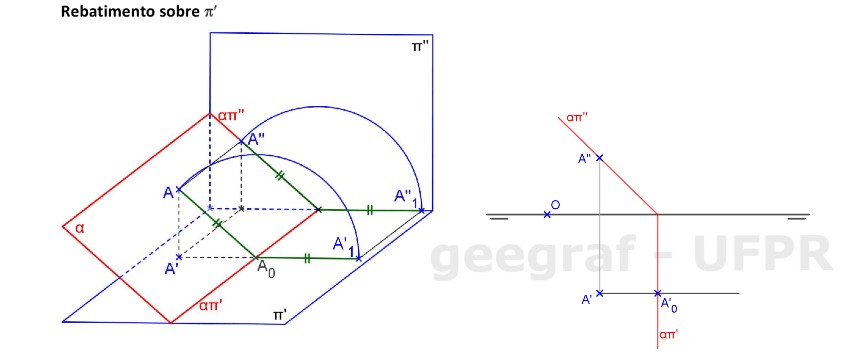 Rebatimento sobre π'
π"
απ"
A"
A
A"₁
α
A'₁
A'
A₀
απ'
π'
απ"
A"
O
geegraf - UFPR
A'
A'₀
απ'